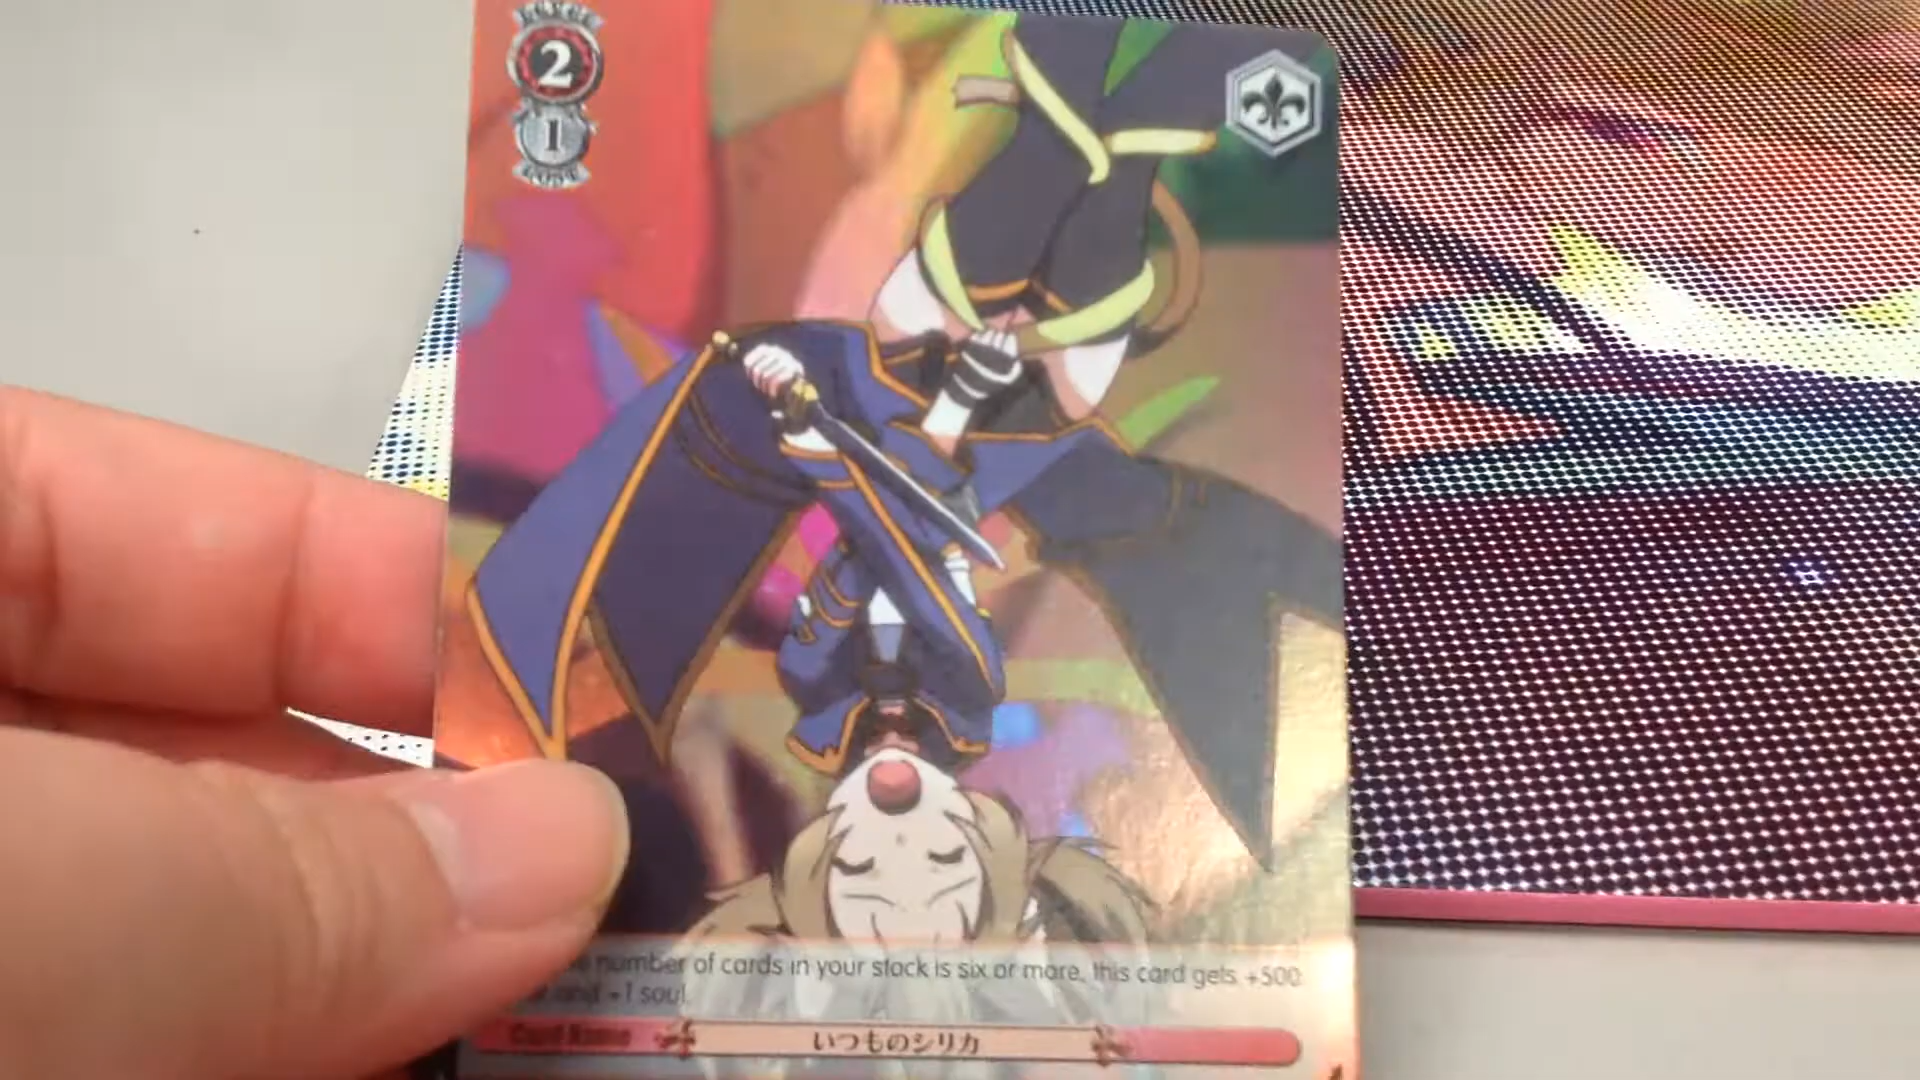 2
1
number of cards in your stock is six or more, this card gets +500
and +1 soul.
Card Name
いつものシリカ